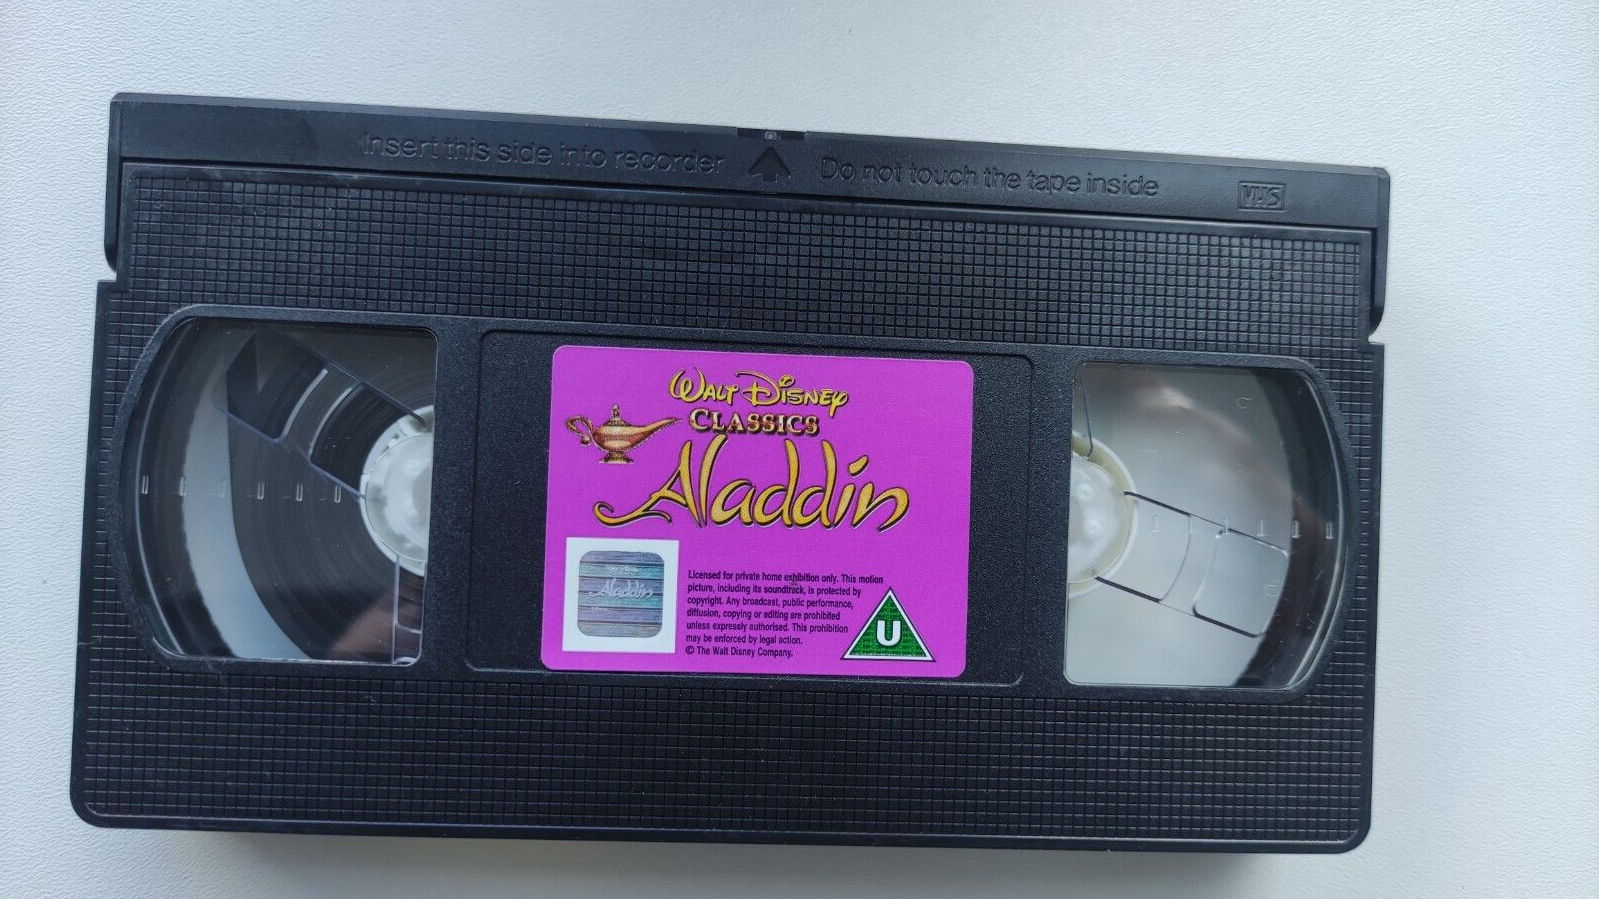 Insert this side into recorder Do not touch the tape inside VHS
WALT DISNEY
CLASSICS
Aladdin
Aladdin
Licensed for private home exhibition only. This motion
picture, including its soundtrack, is protected by
copyright. Any broadcast, public performance,
diffusion, copying or editing are prohibited
unless expressly authorised. This prohibition
may be enforced by legal action.
© The Walt Disney Company.
U